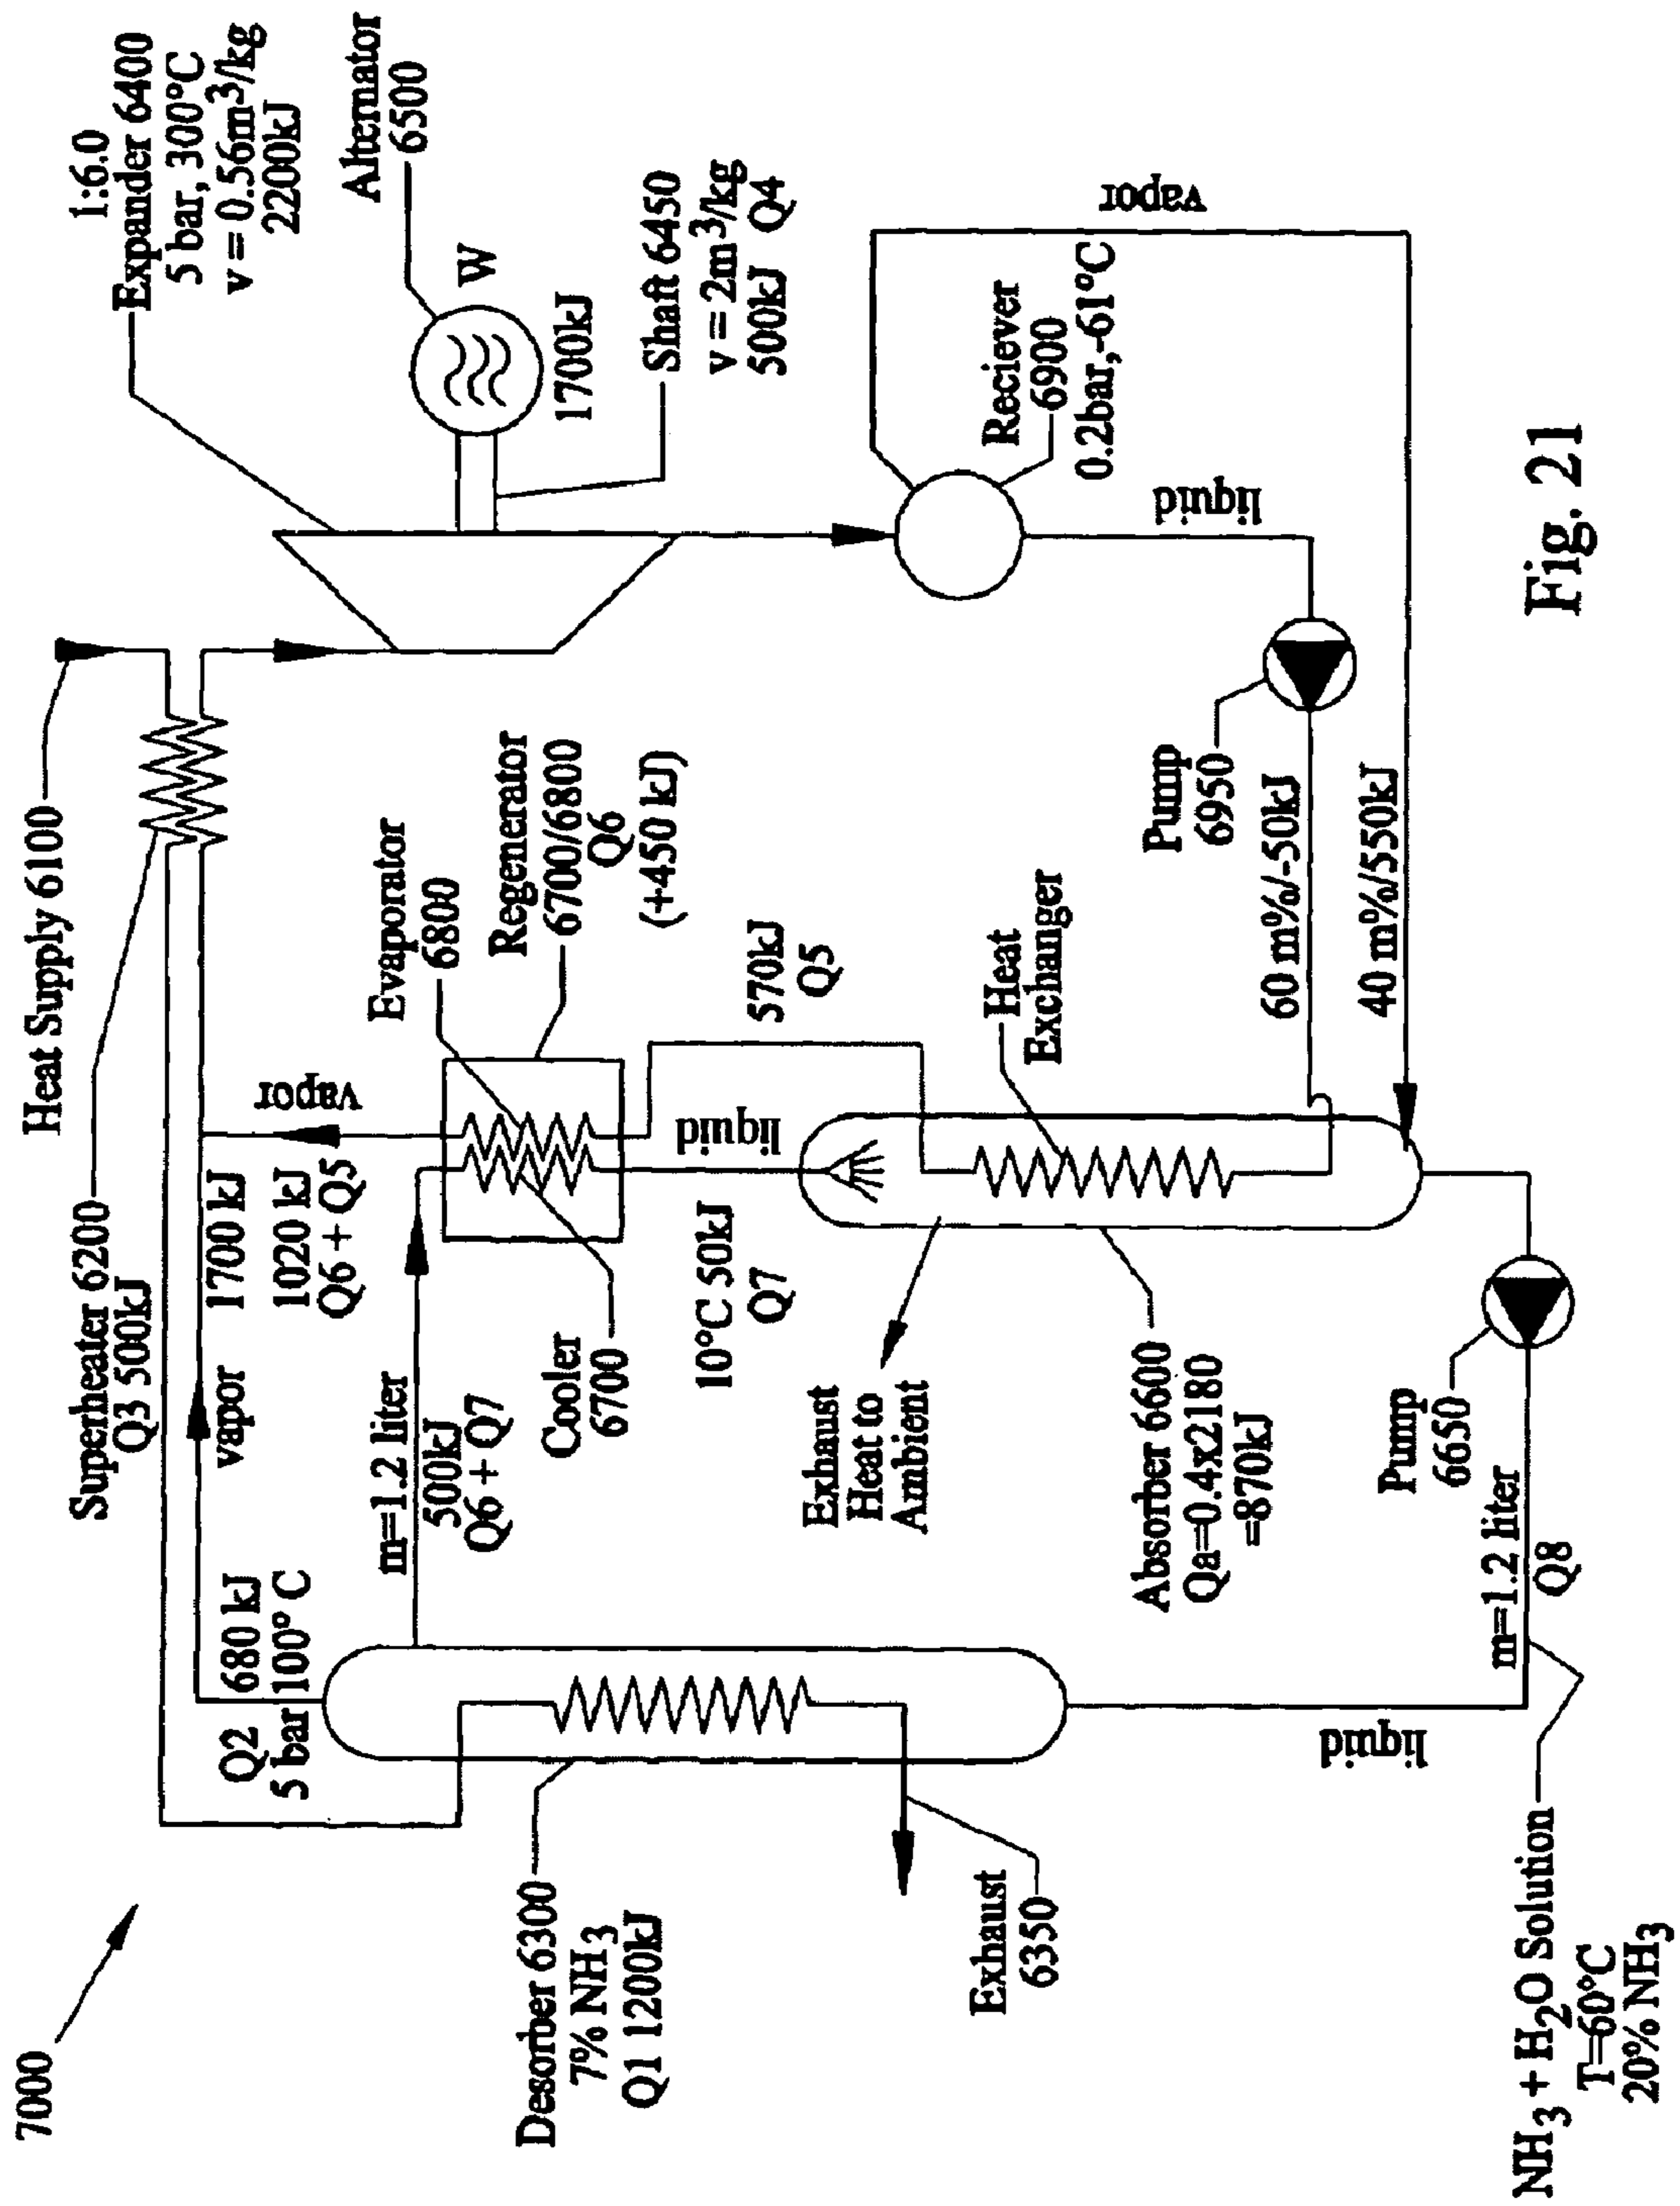 7000
Heat Supply 6100
Superheater 6200
Q3 500kJ
1:6.0
Expander 6400
5 bar, 300°C
v = 0.56m³/kg
2200kJ
Alternator
6500
W
1700kJ
Shaft 6450
v = 2m³/kg
500kJ Q4
Q2 680 kJ
5 bar 100° C
vapor
1700 kJ
1020 kJ
Q6 + Q5
vapor
Evaporator
6800
Regenerator
6700/6800
Q6
(+450 kJ)
m=1.2 liter
500kJ
Q6 + Q7
Cooler
6700
liquid
10°C 50kJ
Q7
570kJ
Q5
Desorber 6300
7% NH₃
Q1 1200kJ
Exhaust
6350
Exhaust
Heat to
Ambient
Heat
Exchanger
Absorber 6600
Qa=0.4x2180
=870kJ
Reciever
6900
0.2bar,-61°C
vapor
liquid
Pump
6950
60 m%/-50kJ
40 m%/550kJ
Pump
6650
m=1.2 liter
Q8
liquid
NH₃ + H₂O Solution
T=60°C
20% NH₃
Fig. 21